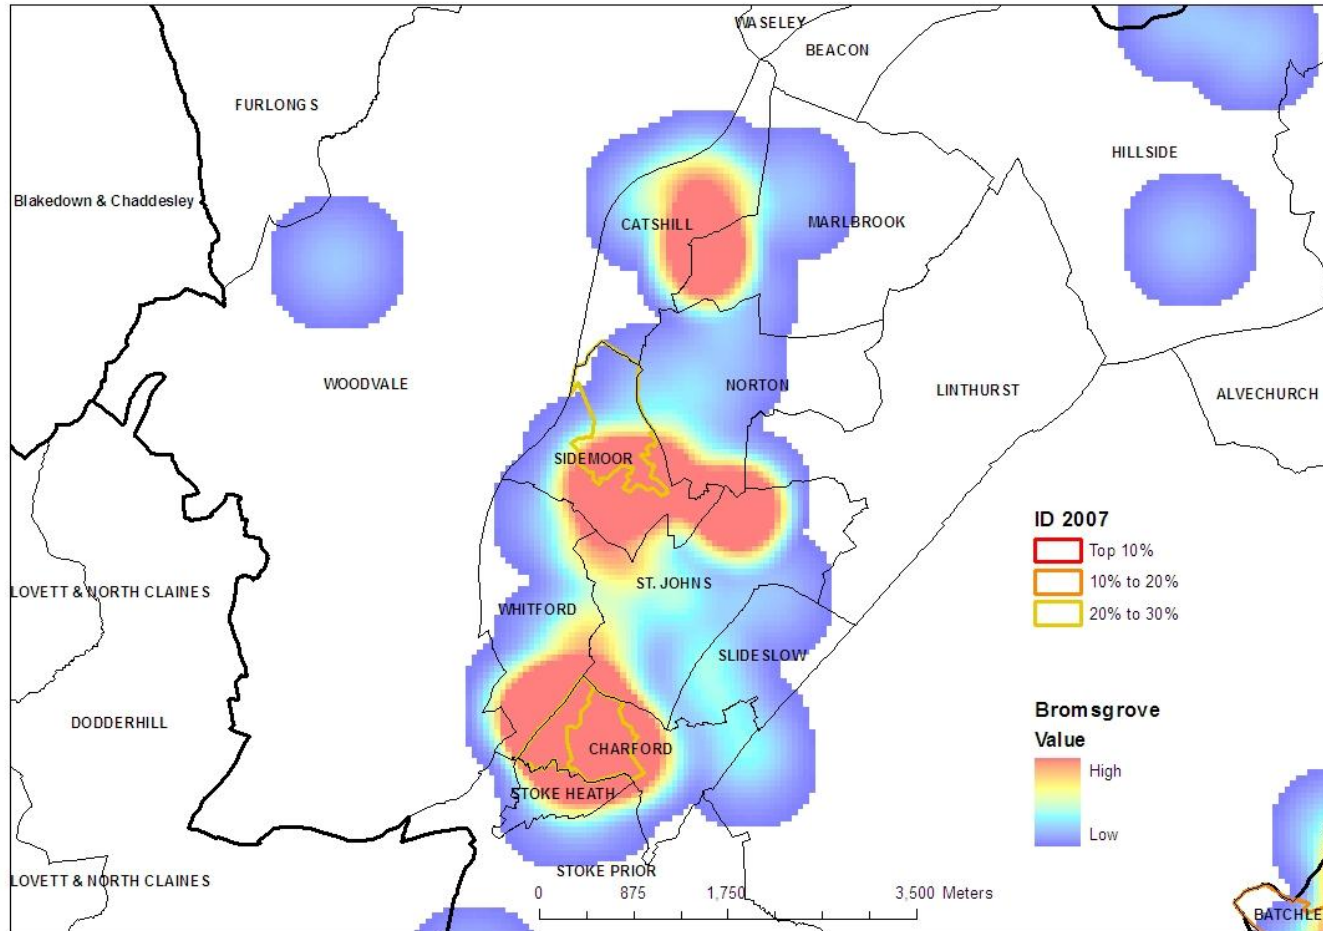 WASELEY
BEACON
FURLONGS
HILLSIDE
Blakedown & Chaddesley
CATSHILL
MARLBROOK
WOODVALE
NORTON
LINTHURST
ALVECHURCH
SIDEMOOR
ID 2007
Top 10%
10% to 20%
20% to 30%
LOVETT & NORTH CLAINES
ST. JOHNS
WHITFORD
SLIDESLOW
DODDERHILL
Bromsgrove
Value
High
Low
CHARFORD
STOKE HEATH
STOKE PRIOR
LOVETT & NORTH CLAINES
0 875 1,750 3,500 Meters
BATCHLE